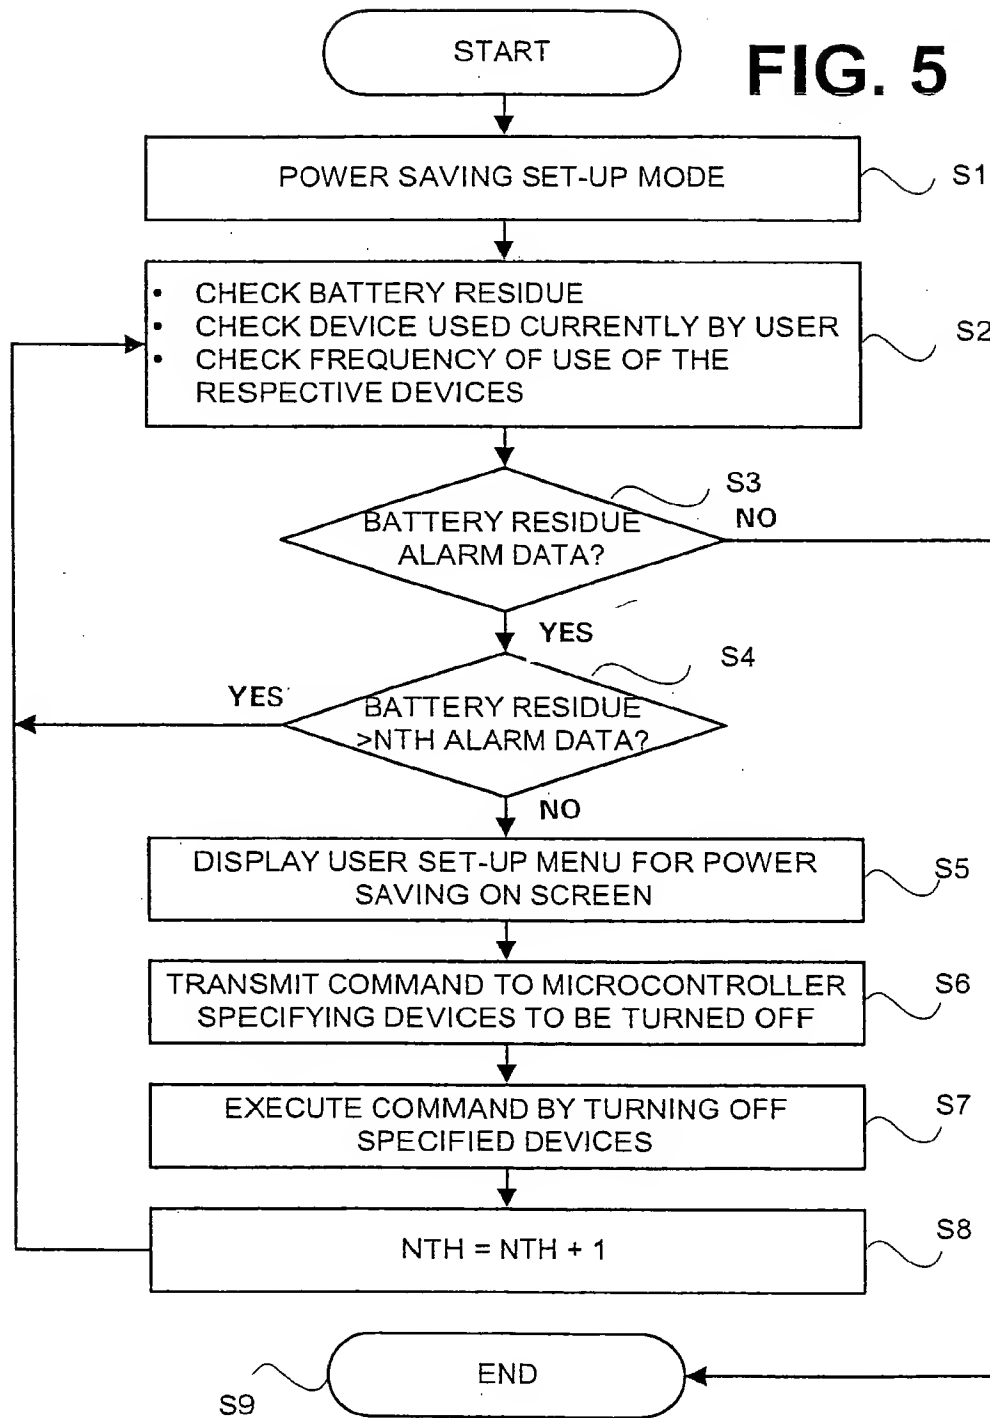 START
FIG. 5
POWER SAVING SET-UP MODE
S1
• CHECK BATTERY RESIDUE
• CHECK DEVICE USED CURRENTLY BY USER
• CHECK FREQUENCY OF USE OF THE
RESPECTIVE DEVICES
S2
S3
BATTERY RESIDUE
ALARM DATA?
NO
YES
S4
YES
BATTERY RESIDUE
>NTH ALARM DATA?
NO
DISPLAY USER SET-UP MENU FOR POWER
SAVING ON SCREEN
S5
TRANSMIT COMMAND TO MICROCONTROLLER
SPECIFYING DEVICES TO BE TURNED OFF
S6
EXECUTE COMMAND BY TURNING OFF
SPECIFIED DEVICES
S7
NTH = NTH + 1
S8
END
S9